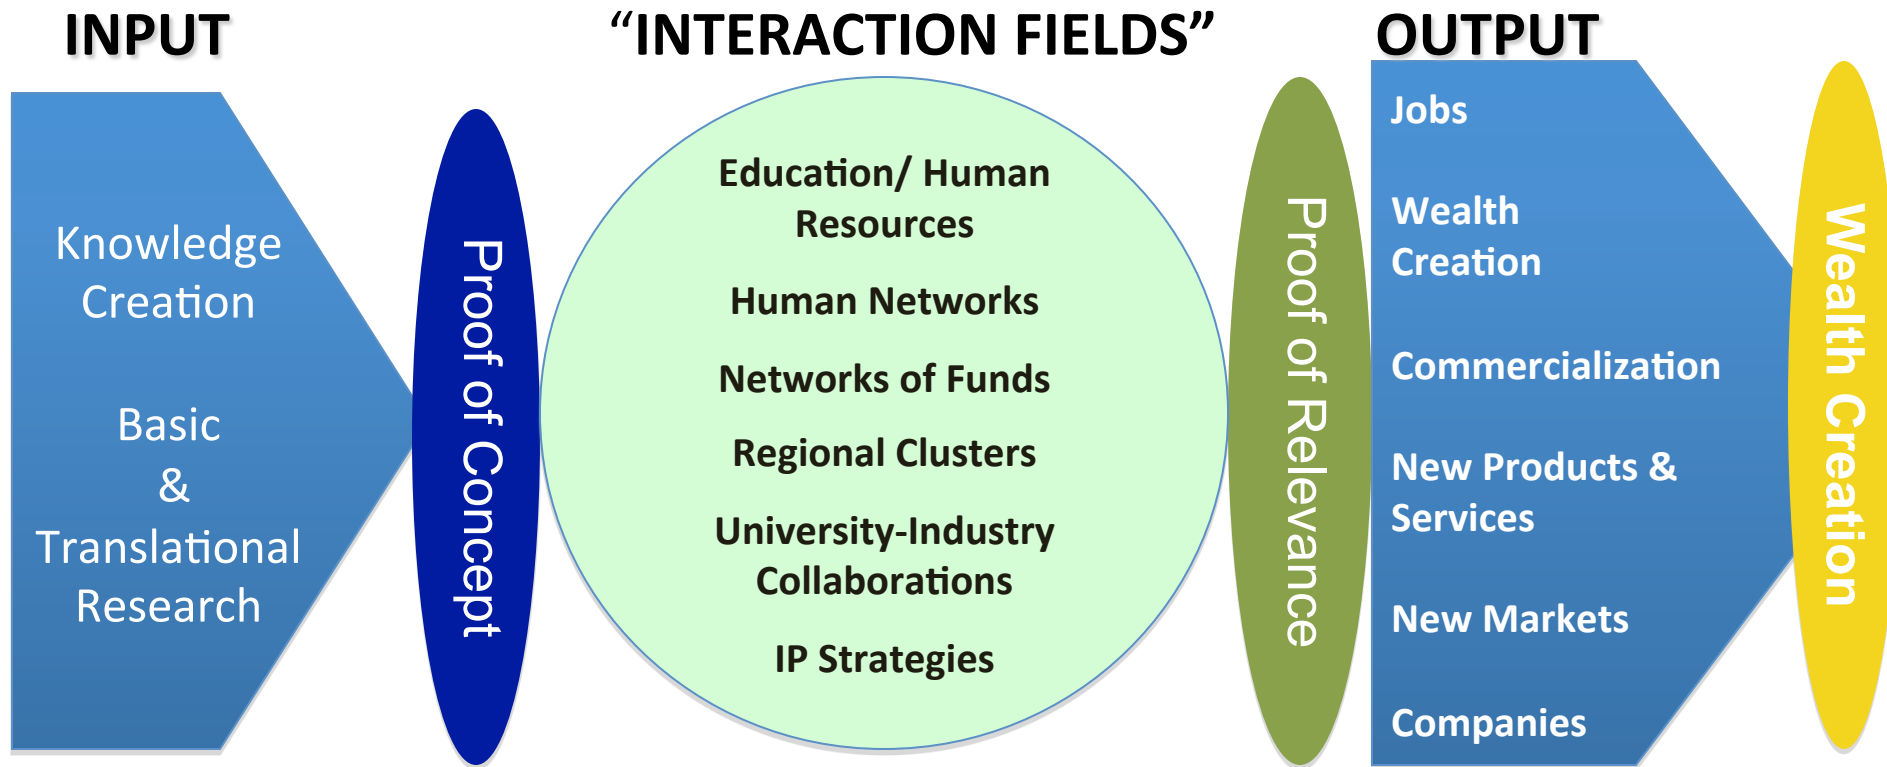 INPUT
Knowledge
Creation
Basic
&
Translational
Research
Proof of Concept
“INTERACTION FIELDS”
Education/ Human
Resources
Human Networks
Networks of Funds
Regional Clusters
University-Industry
Collaborations
IP Strategies
Proof of Relevance
OUTPUT
Jobs
Wealth
Creation
Commercialization
New Products &
Services
New Markets
Companies
Wealth Creation